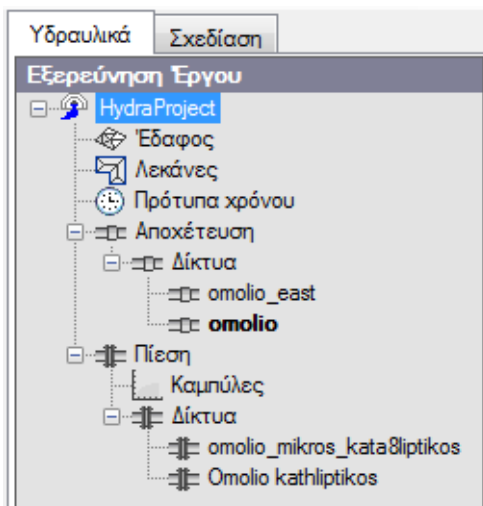 Υδραυλικά
Σχεδίαση
Εξερεύνηση Έργου
HydraProject
Έδαφος
Λεκάνες
Πρότυπα χρόνου
Αποχέτευση
Δίκτυα
omolio_east
omolio
Πίεση
Καμπύλες
Δίκτυα
omolio_mikros_kata8liptikos
Omolio kathliptikos